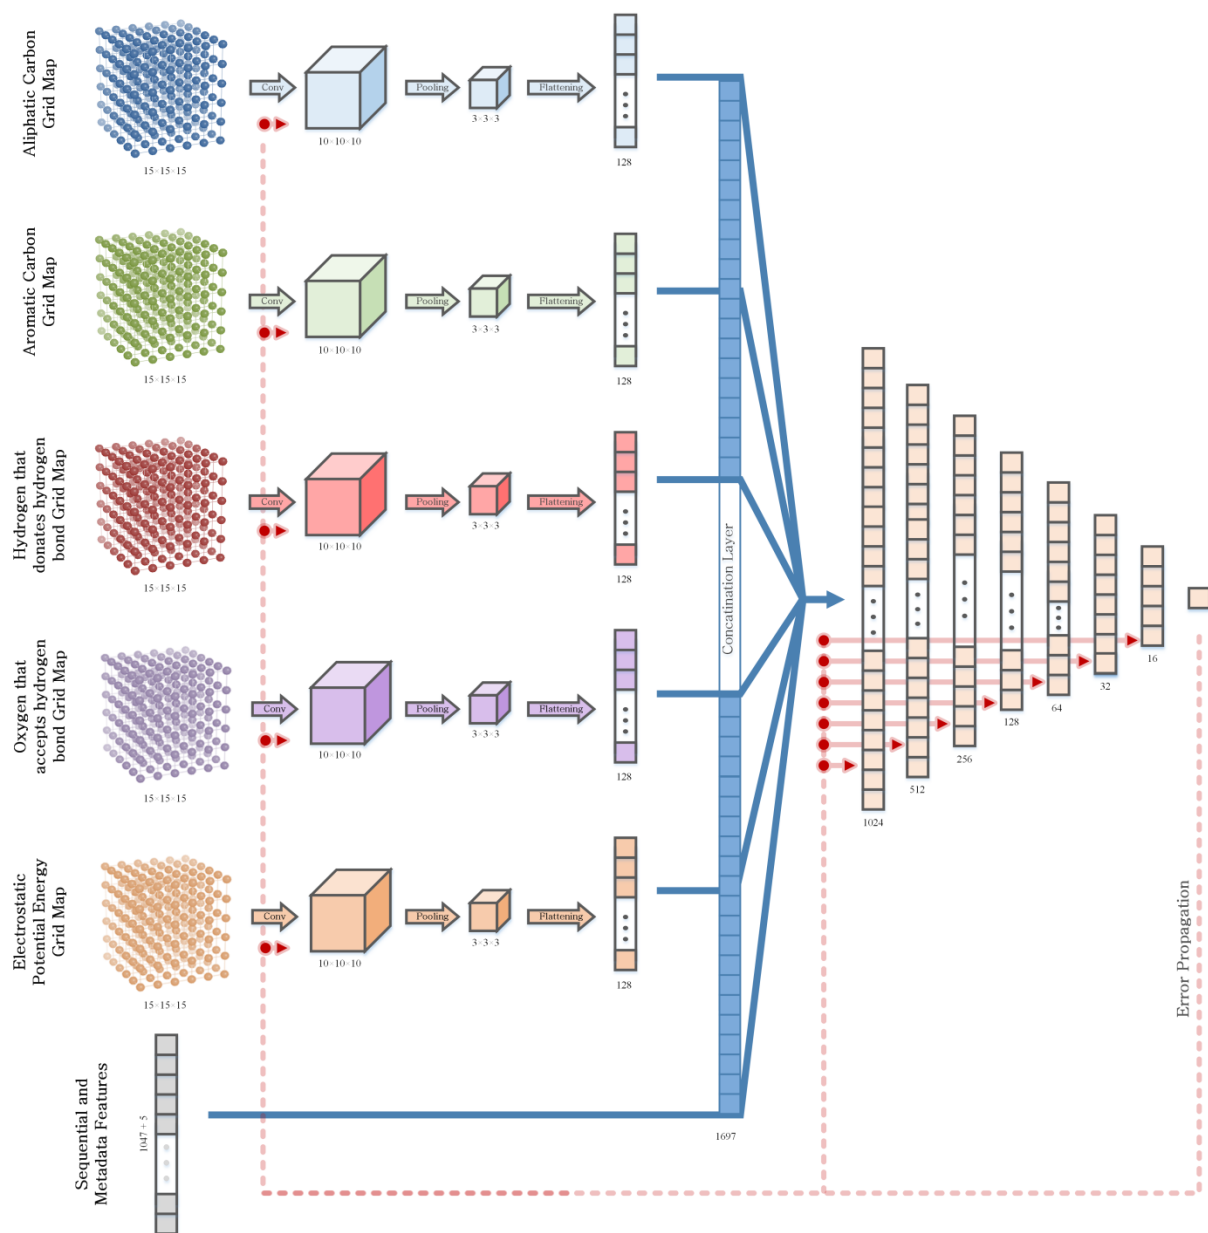 Aliphatic Carbon
Grid Map
15×15×15
Conv
10×10×10
Pooling
3×3×3
Flattening
128
Aromatic Carbon
Grid Map
15×15×15
Conv
10×10×10
Pooling
3×3×3
Flattening
128
Hydrogen that
donates hydrogen
bond Grid Map
15×15×15
Conv
10×10×10
Pooling
3×3×3
Flattening
128
Oxygen that
accepts hydrogen
bond Grid Map
15×15×15
Conv
10×10×10
Pooling
3×3×3
Flattening
128
Electrostatic
Potential Energy
Grid Map
15×15×15
Conv
10×10×10
Pooling
3×3×3
Flattening
128
Sequential and
Metadata Features
1047 + 5
Concatination Layer
1697
1024
512
256
128
64
32
16
Error Propagation